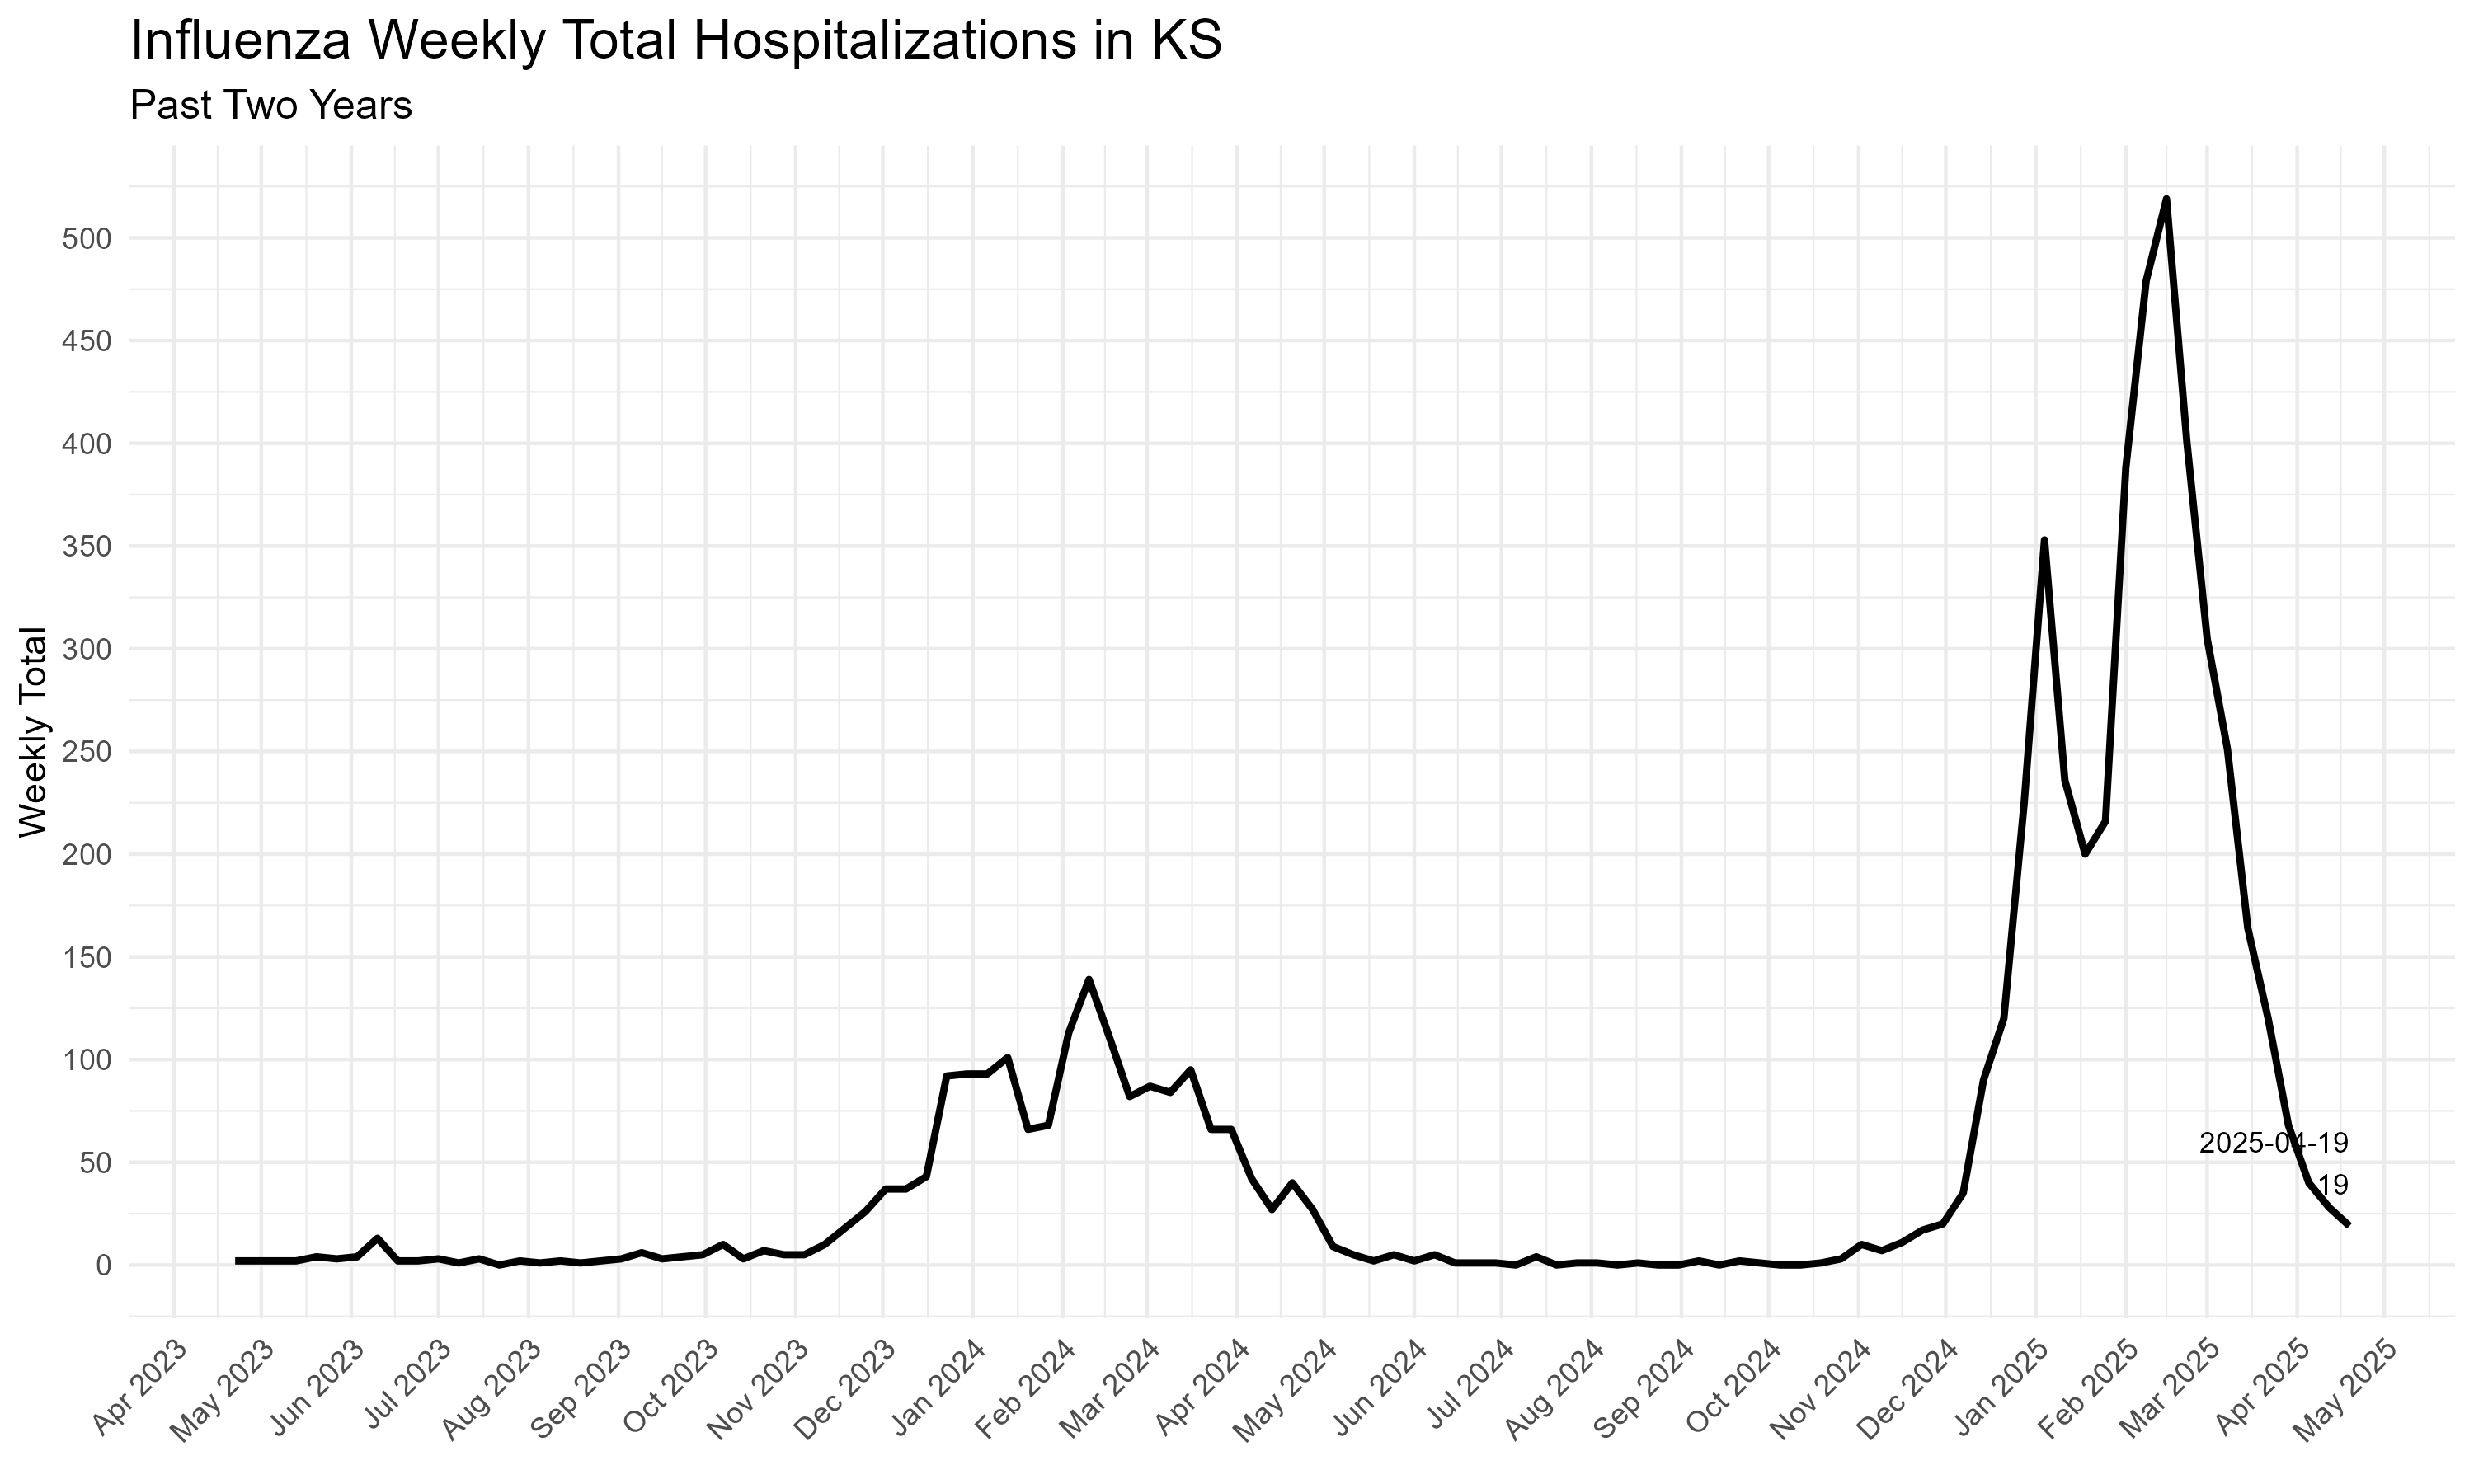 Influenza Weekly Total Hospitalizations in KS
Past Two Years
Weekly Total
500
450
400
350
300
250
200
150
100
50
0
2025-04-19
19
Apr 2023
May 2023
Jun 2023
Jul 2023
Aug 2023
Sep 2023
Oct 2023
Nov 2023
Dec 2023
Jan 2024
Feb 2024
Mar 2024
Apr 2024
May 2024
Jun 2024
Jul 2024
Aug 2024
Sep 2024
Oct 2024
Nov 2024
Dec 2024
Jan 2025
Feb 2025
Mar 2025
Apr 2025
May 2025